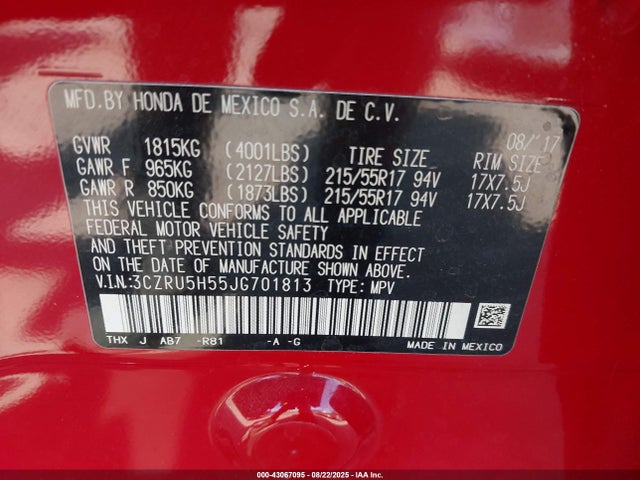 MFD.BY HONDA DE MEXICO S.A. DE C.V.
08/'17
GVWR 1815KG (4001LBS) TIRE SIZE RIM SIZE
GAWR F 965KG (2127LBS) 215/55R17 94V 17X7.5J
GAWR R 850KG (1873LBS) 215/55R17 94V 17X7.5J
THIS VEHICLE CONFORMS TO ALL APPLICABLE
FEDERAL MOTOR VEHICLE SAFETY
AND THEFT PREVENTION STANDARDS IN EFFECT
ON THE DATE OF MANUFACTURE SHOWN ABOVE.
V.IN:3CZRU5H55JG701813 TYPE: MPV
THX J AB7 -R81 -A -G
MADE IN MEXICO
000-43067095 - 08/22/2025 - IAA Inc.